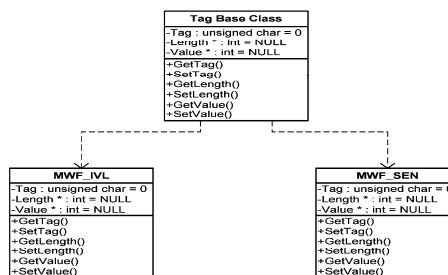 Tag Base Class
-Tag : unsigned char = 0
-Length * : int = NULL
-Value * : int = NULL
+GetTag()
+SetTag()
+GetLength()
+SetLength()
+GetValue()
+SetValue()
MWF_IVL
-Tag : unsigned char = 0
-Length * : int = NULL
-Value * : int = NULL
+GetTag()
+SetTag()
+GetLength()
+SetLength()
+GetValue()
+SetValue()
MWF_SEN
-Tag : unsigned char = 0
-Length * : int = NULL
-Value * : int = NULL
+GetTag()
+SetTag()
+GetLength()
+SetLength()
+GetValue()
+SetValue()